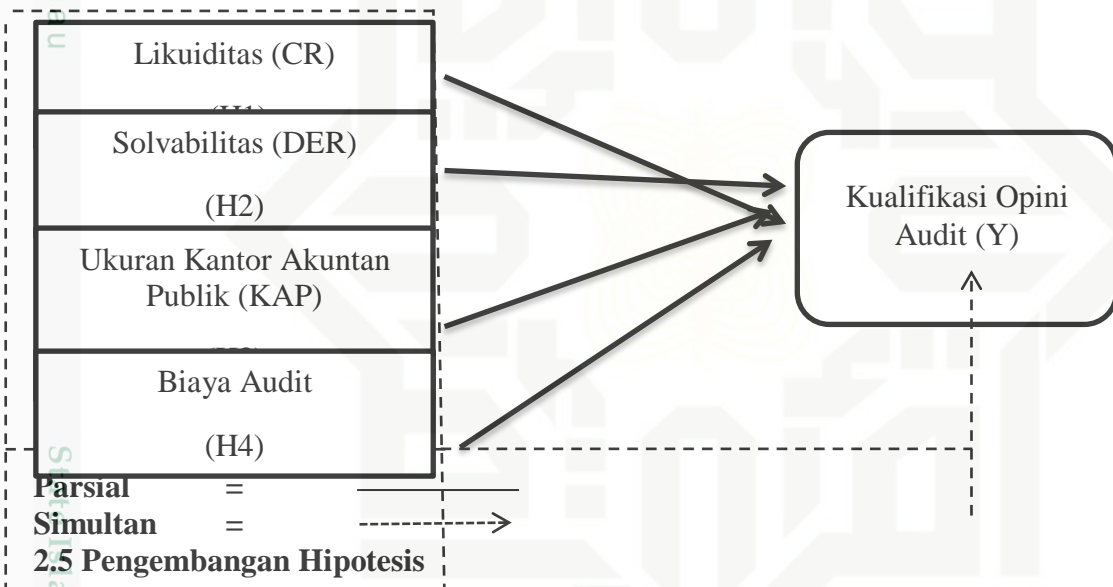 Likuiditas (CR)
Solvabilitas (DER)
(H2)
Ukuran Kantor Akuntan
Publik (KAP)
Biaya Audit
(H4)
Kualifikasi Opini
Audit (Y)
Parsial =
Simultan =
2.5 Pengembangan Hipotesis